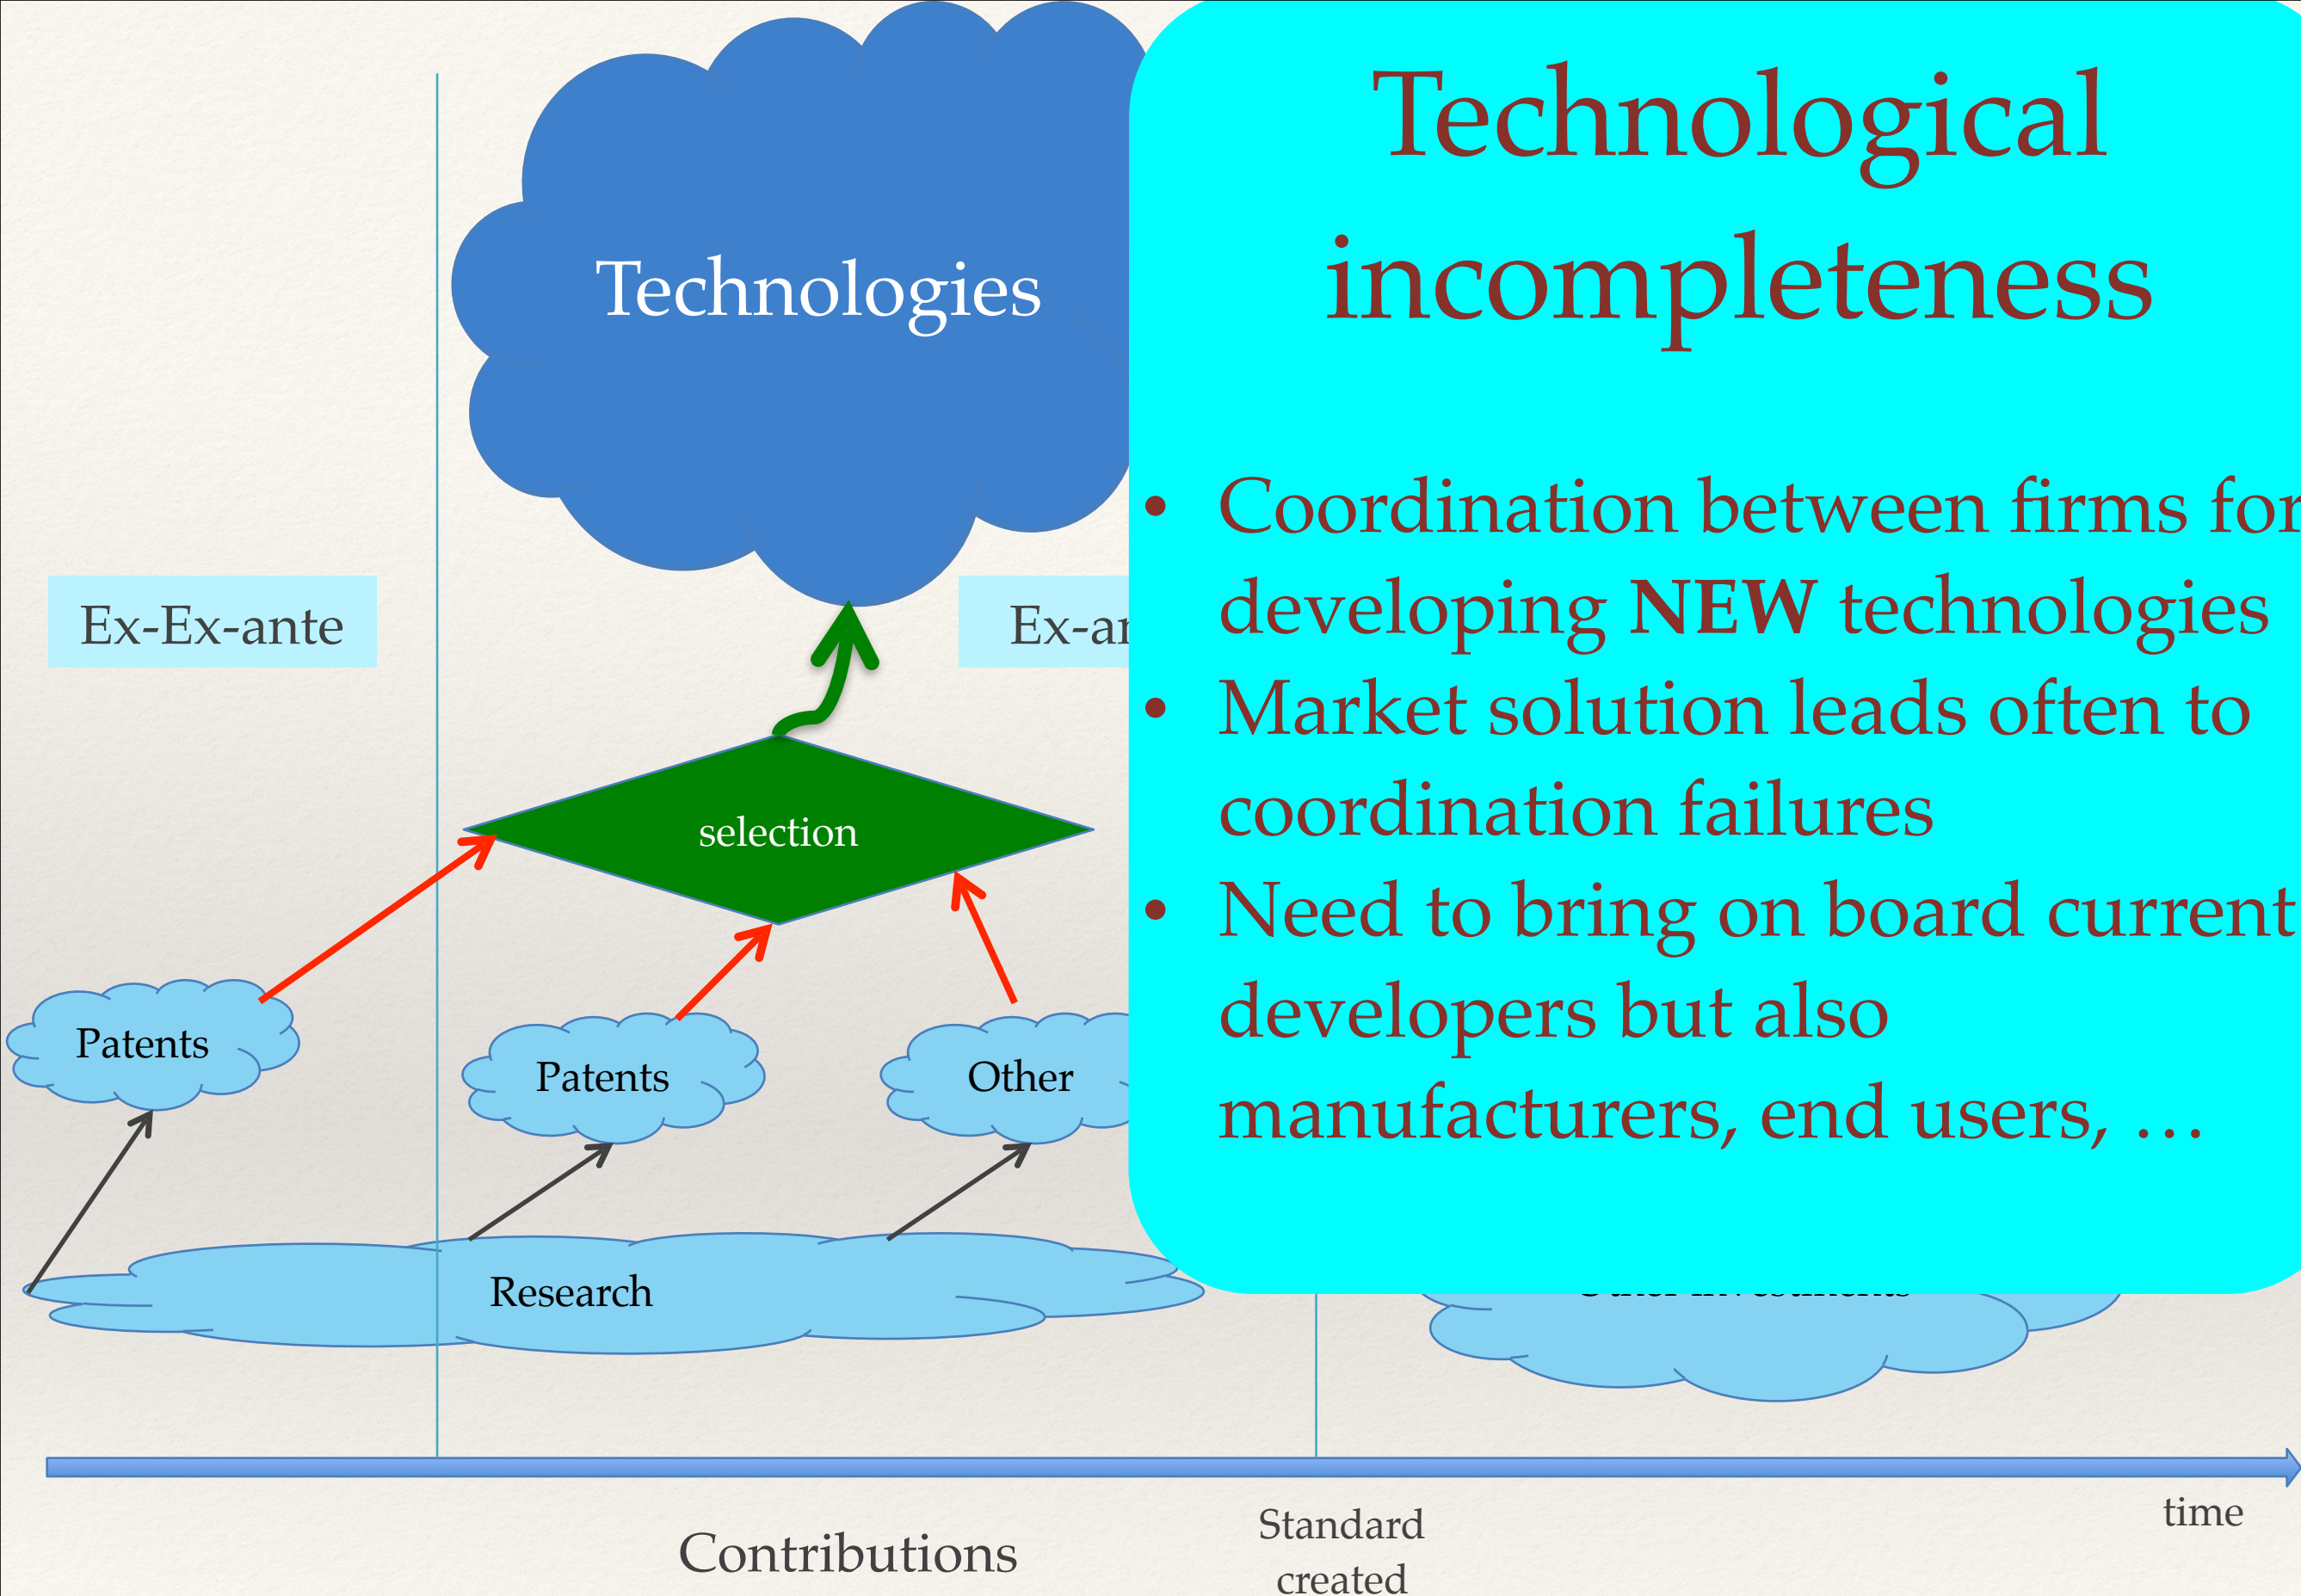 Technological
incompleteness
Technologies
• Coordination between firms for
developing NEW technologies
• Market solution leads often to
coordination failures
• Need to bring on board current
developers but also
manufacturers, end users, …
Ex-Ex-ante
selection
Patents
Patents
Other
Research
time
Contributions
Standard
created